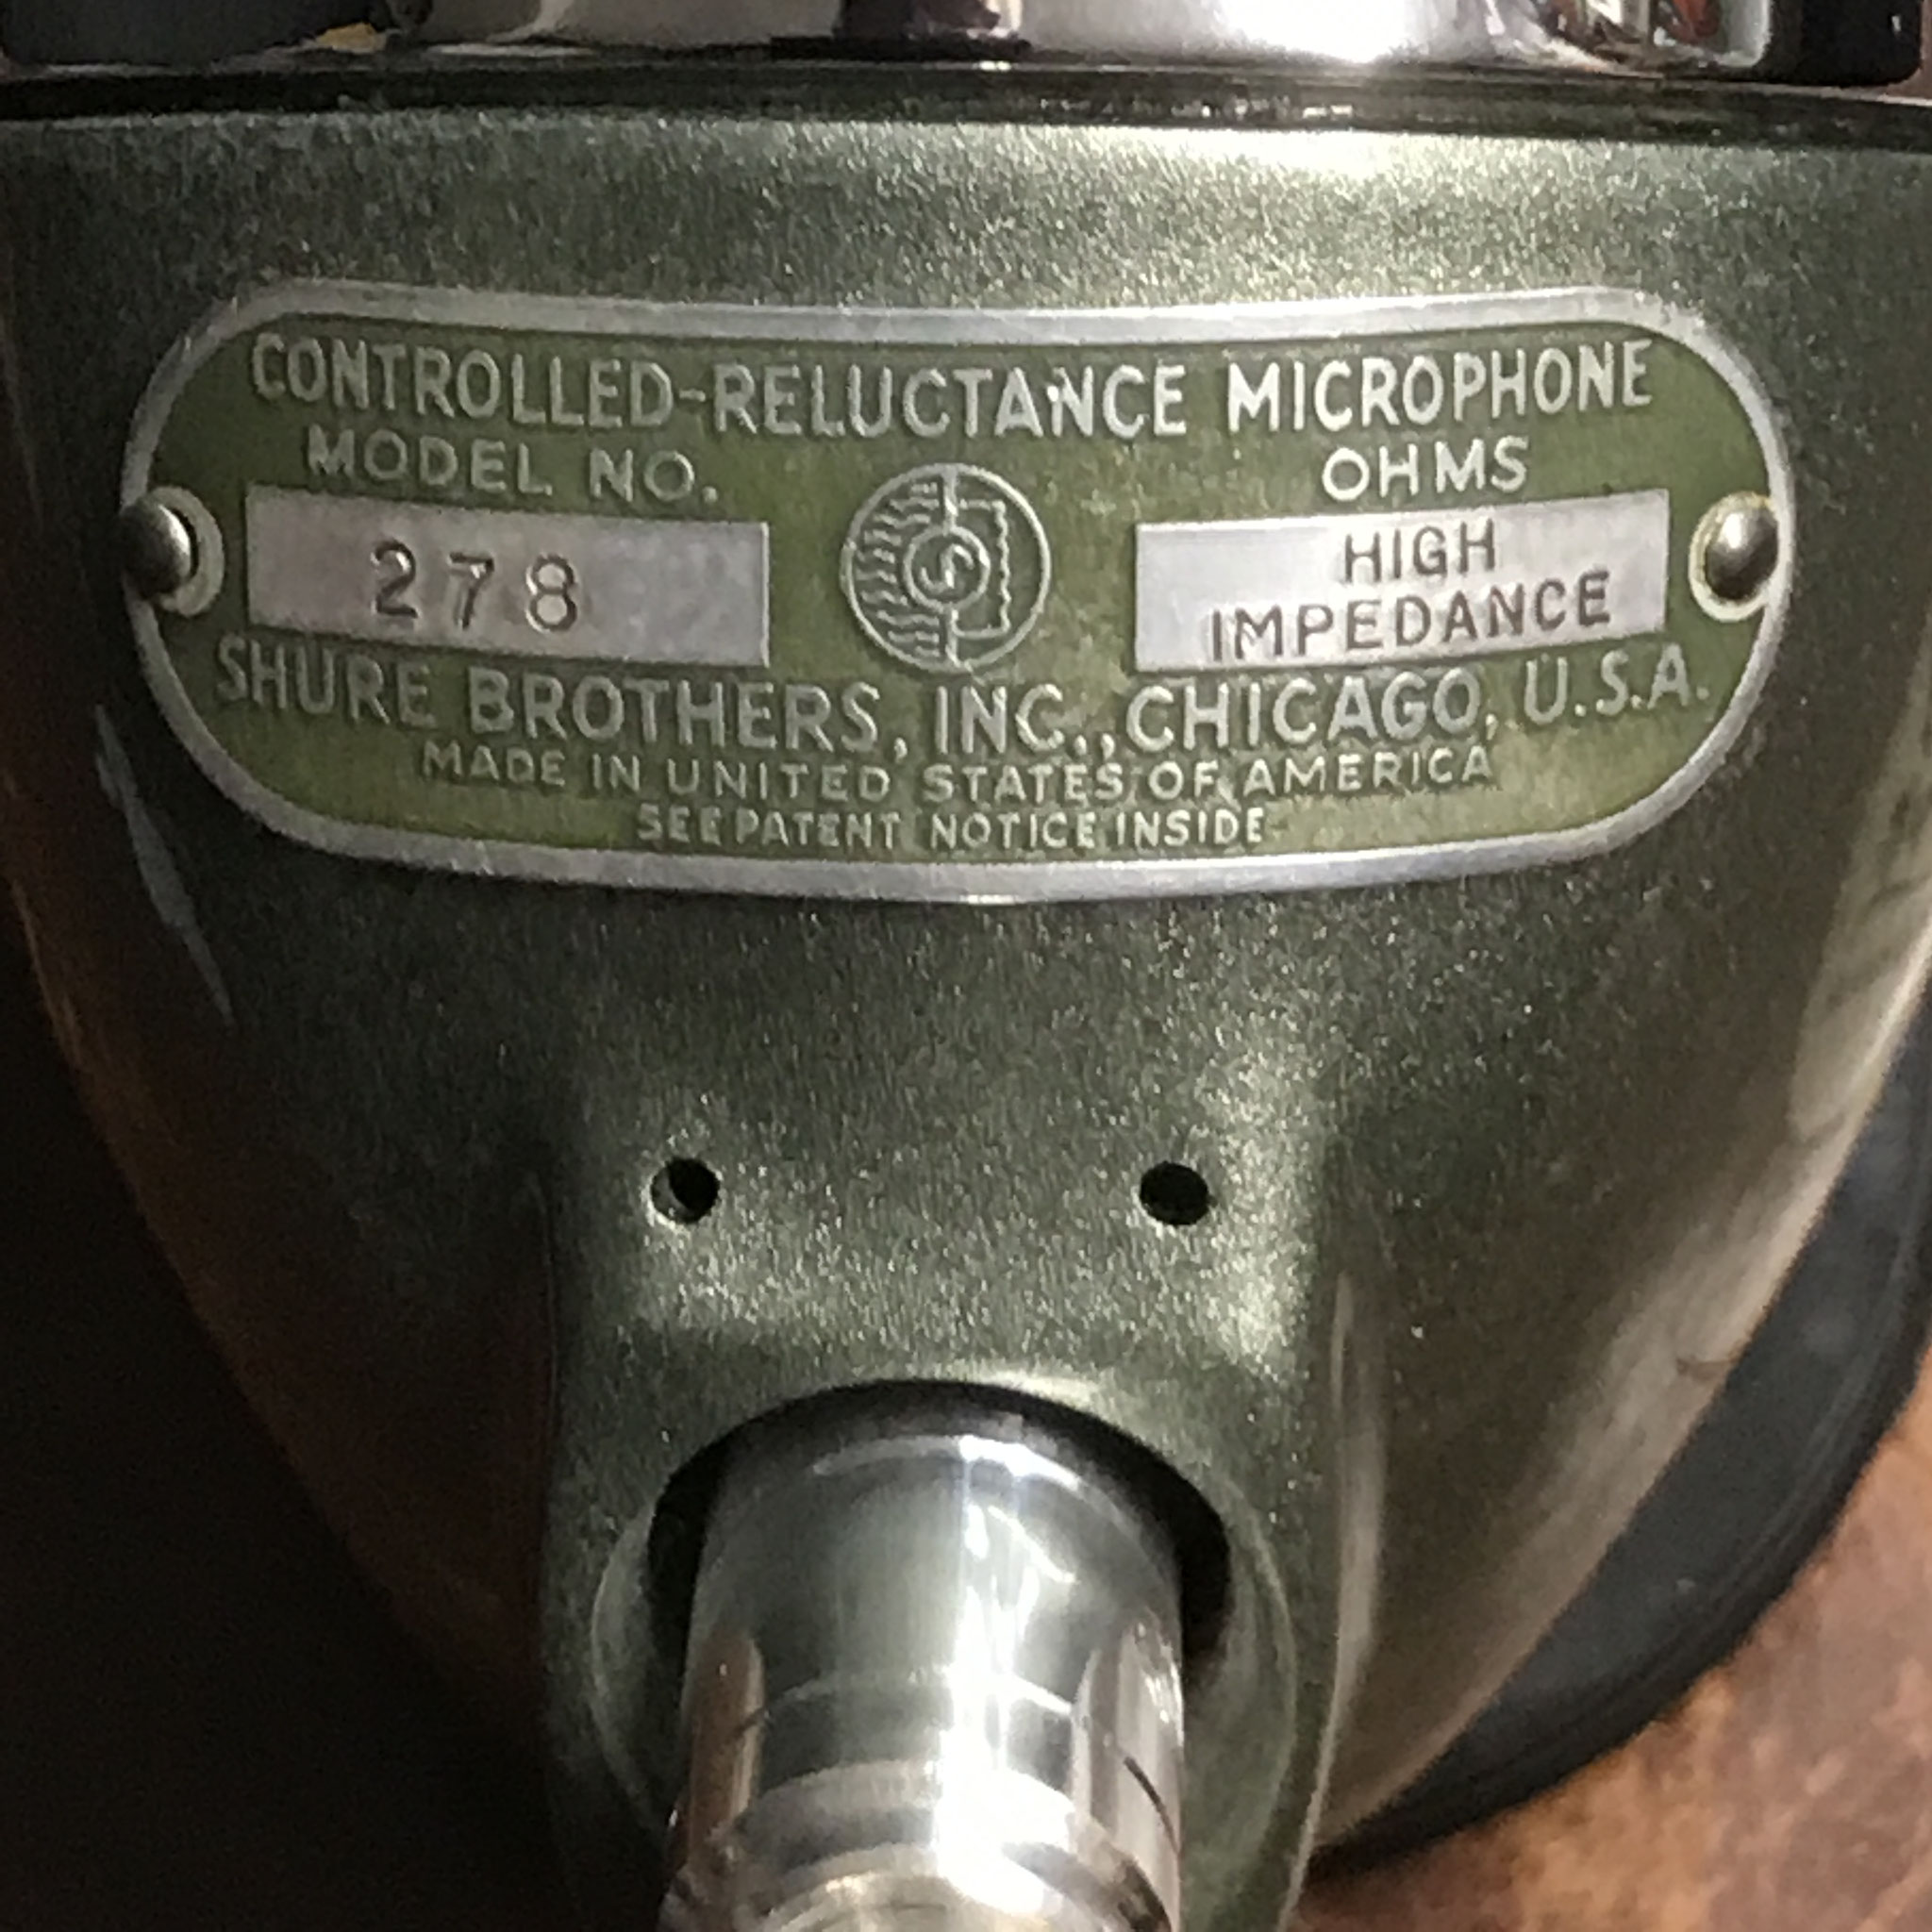 CONTROLLED-RELUCTANCE MICROPHONE
MODEL NO.
278
OHMS
HIGH
IMPEDANCE
SHURE BROTHERS, INC., CHICAGO, U.S.A.
MADE IN UNITED STATES OF AMERICA
SEE PATENT NOTICE INSIDE